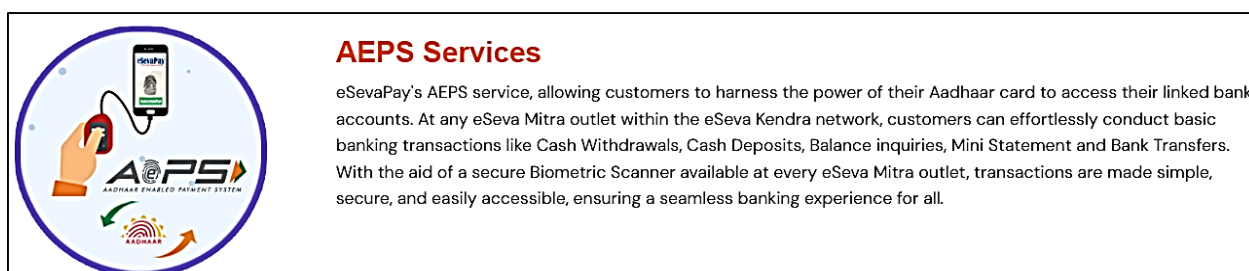 eSevaPay
AePS
AADHAAR ENABLED PAYMENT SYSTEM
AADHAAR
AEPS Services
eSevaPay's AEPS service, allowing customers to harness the power of their Aadhaar card to access their linked bank
accounts. At any eSeva Mitra outlet within the eSeva Kendra network, customers can effortlessly conduct basic
banking transactions like Cash Withdrawals, Cash Deposits, Balance inquiries, Mini Statement and Bank Transfers.
With the aid of a secure Biometric Scanner available at every eSeva Mitra outlet, transactions are made simple,
secure, and easily accessible, ensuring a seamless banking experience for all.